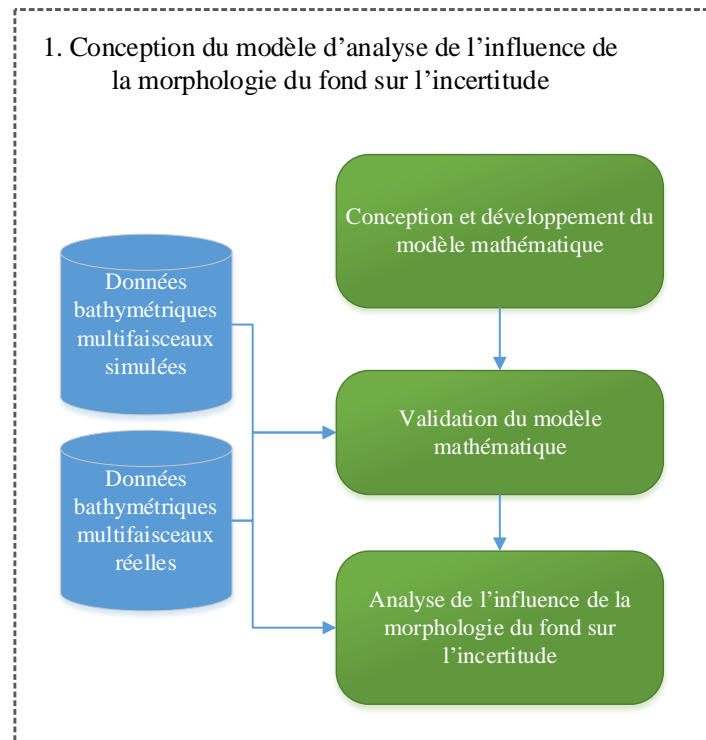 1. Conception du modèle d’analyse de l’influence de
la morphologie du fond sur l’incertitude
Conception et développement du
modèle mathématique
Données
bathymétriques
multifaisceaux
simulées
Validation du modèle
mathématique
Données
bathymétriques
multifaisceaux
réelles
Analyse de l’influence de la
morphologie du fond sur
l’incertitude